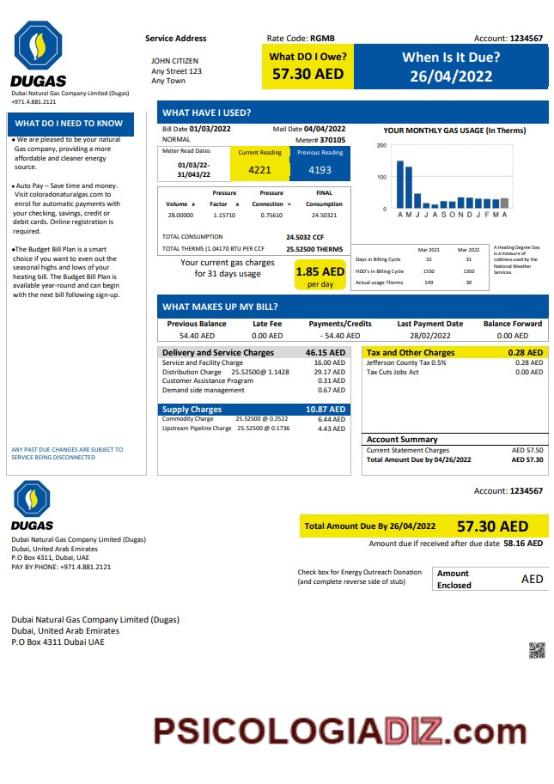 DUGAS
Dubai Natural Gas Company Limited (Dugas)
+971.4.881.2121
Service Address
Rate Code: RGMB
Account: 1234567
JOHN CITIZEN
Any Street 123
Any Town
What DO I Owe?
57.30 AED
When Is It Due?
26/04/2022
WHAT DO I NEED TO KNOW
• We are pleased to be your natural
Gas company, providing a more
affordable and cleaner energy
source.
• Auto Pay – Save time and money.
Visit coloradonaturalgas.com to
enrol for automatic payments with
your checking, savings, credit or
debit cards. Online registration is
required.
•The Budget Bill Plan is a smart
choice if you want to even out the
seasonal highs and lows of your
heating bill. The Budget Bill Plan is
available year-round and can begin
with the next bill following sign-up.
ANY PAST DUE CHANGES ARE SUBJECT TO
SERVICE BEING DISCONNECTED
WHAT HAVE I USED?
Bill Date 01/03/2022
Mail Date 04/04/2022
NORMAL
Meter# 370105
Meter Read Dates
Current Reading
Previous Reading
01/03/22-
31/043/22
4221
4193
Pressure Pressure FINAL
Volume x Factor x Connection = Consumption
28.00000 1.15710 0.75610 24.50321
TOTAL CONSUMPTION 24.5032 CCF
TOTAL THERMS (1.04170 BTU PER CCF 25.52500 THERMS
Your current gas charges
for 31 days usage
1.85 AED
per day
YOUR MONTHLY GAS USAGE (In Therms)
200
100
0
A M J J A S O N D J F M A
Mar 2021 Mar 2022
Days in Billing Cycle 32 31
HDD's in Billing Cycle 1550 1350
Actual usage Therms 149 30
A Heating Degree Day
is a measure of
coldness used by the
National Weather
Services.
WHAT MAKES UP MY BILL?
Previous Balance Late Fee Payments/Credits Last Payment Date Balance Forward
54.40 AED 0.00 AED - 54.40 AED 28/02/2022 0.00 AED
Delivery and Service Charges 46.15 AED
Service and Facility Charge 16.00 AED
Distribution Charge 25.52500@ 1.1428 29.17 AED
Customer Assistance Program 0.31 AED
Demand side management 0.67 AED
Supply Charges 10.87 AED
Commodity Charge 25.52500@ 0.2522 6.44 AED
Upstream Pipeline Charge 25.52500@ 0.1736 4.43 AED
Tax and Other Charges 0.28 AED
Jefferson County Tax 0.5% 0.28 AED
Tax Cuts Jobs Act 0.00 AED
Account Summary
Current Statement Charges AED 57.50
Total Amount Due by 04/26/2022 AED 57.30
DUGAS
Account: 1234567
Dubai Natural Gas Company Limited (Dugas)
Dubai, United Arab Emirates
P.O Box 4311, Dubai, UAE
PAY BY PHONE: +971.4.881.2121
Total Amount Due By 26/04/2022 57.30 AED
Amount due if received after due date 58.16 AED
Check box for Energy Outreach Donation
(and complete reverse side of stub)
Amount
Enclosed
AED
Dubai Natural Gas Company Limited (Dugas)
Dubai, United Arab Emirates
P.O Box 4311 Dubai UAE
PSICOLOGIADIZ.com